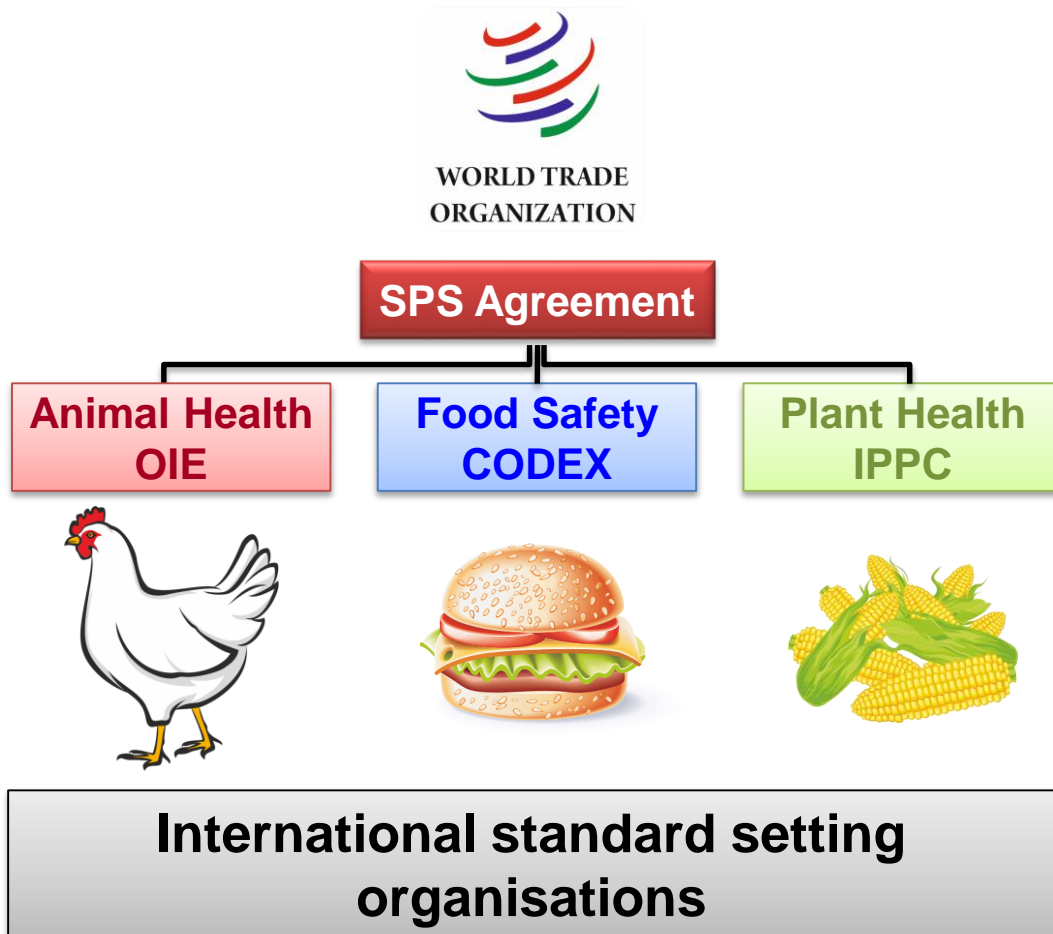 WORLD TRADE
ORGANIZATION
SPS Agreement
Animal Health
OIE
Food Safety
CODEX
Plant Health
IPPC
International standard setting
organisations